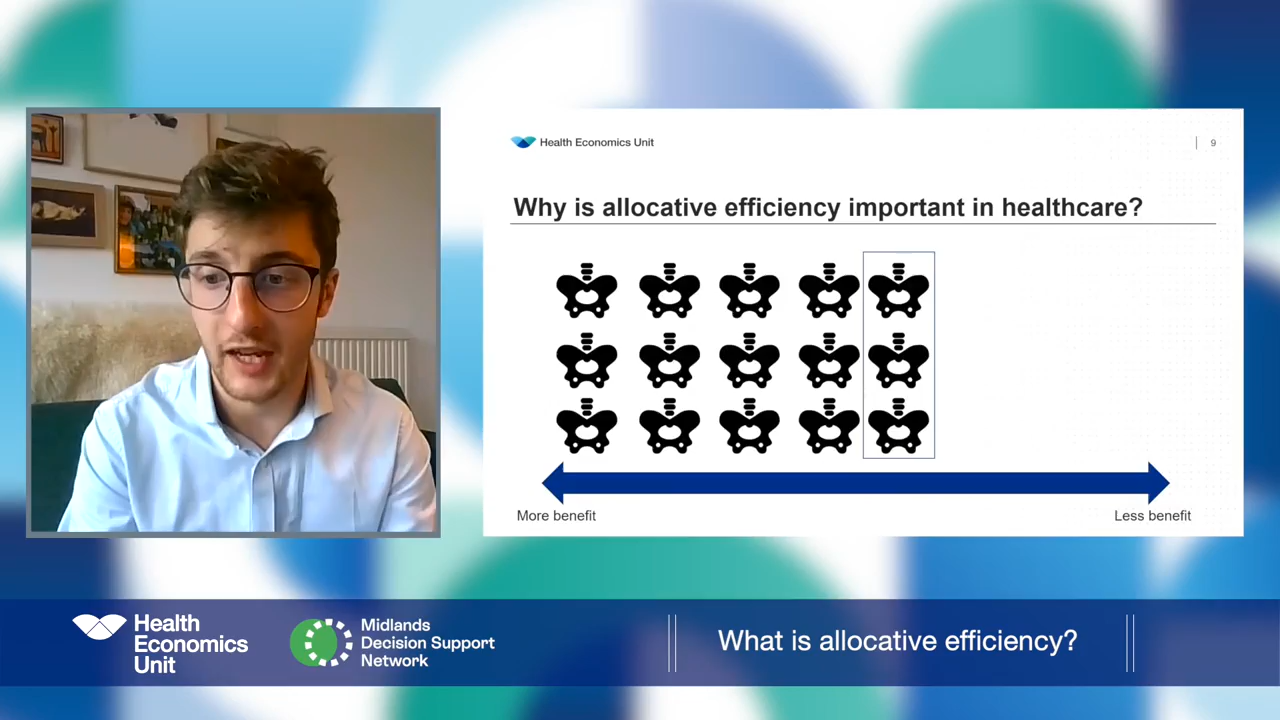 Health Economics Unit
9
Why is allocative efficiency important in healthcare?
More benefit
Less benefit
Health
Economics
Unit
Midlands
Decision Support
Network
What is allocative efficiency?